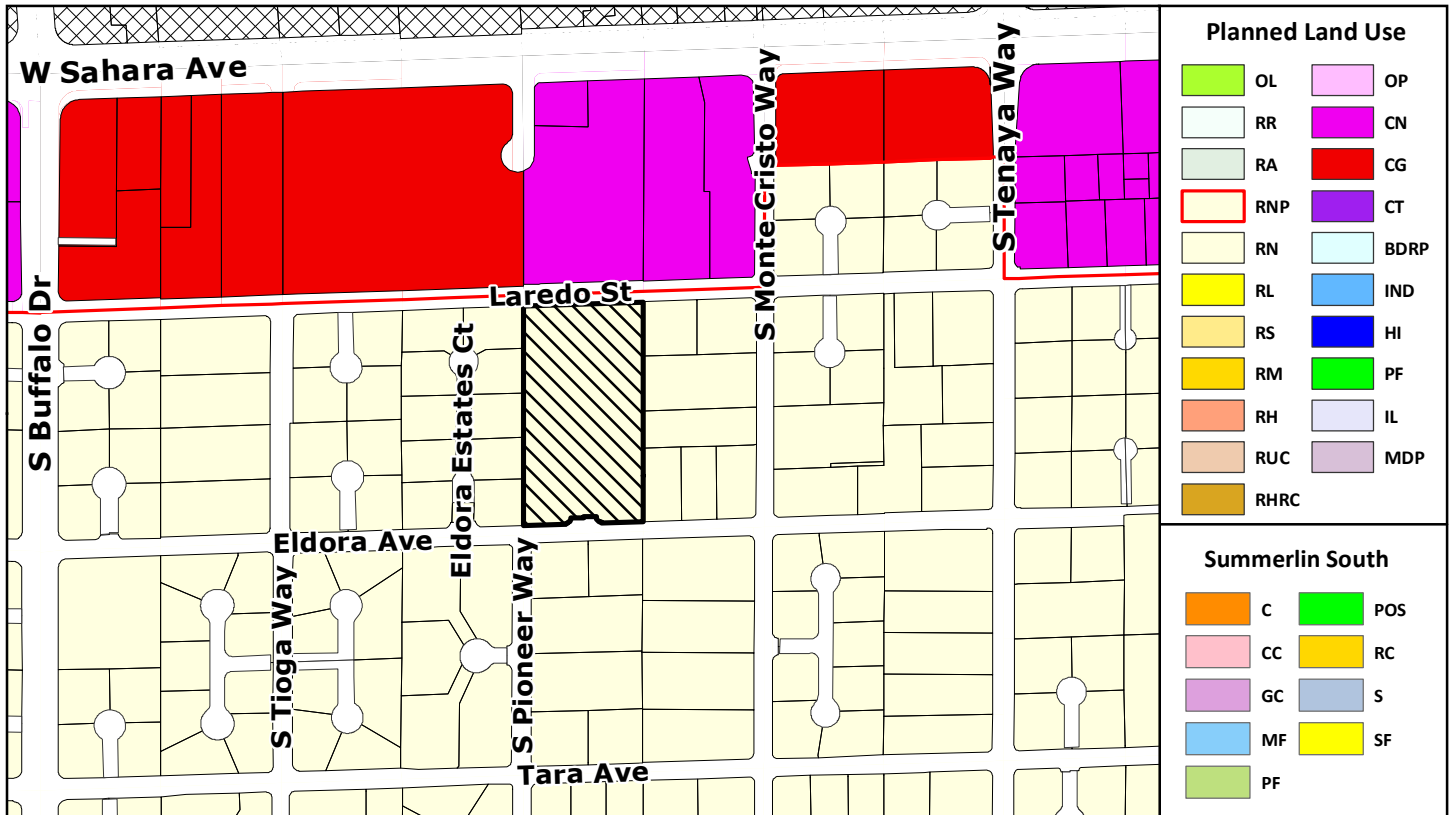 W Sahara Ave
S Buffalo Dr
Laredo St
S Monte-Cristo Way
S Tenaya Way
Eldora Estates Ct
Eldora Ave
S Tioga Way
S Pioneer Way
Tara Ave
Planned Land Use
OL OP
RR CN
RA CG
RNP CT
RN BDRP
RL IND
RS HI
RM PF
RH IL
RUC MDP
RHRC
Summerlin South
C POS
CC RC
GC S
MF SF
PF